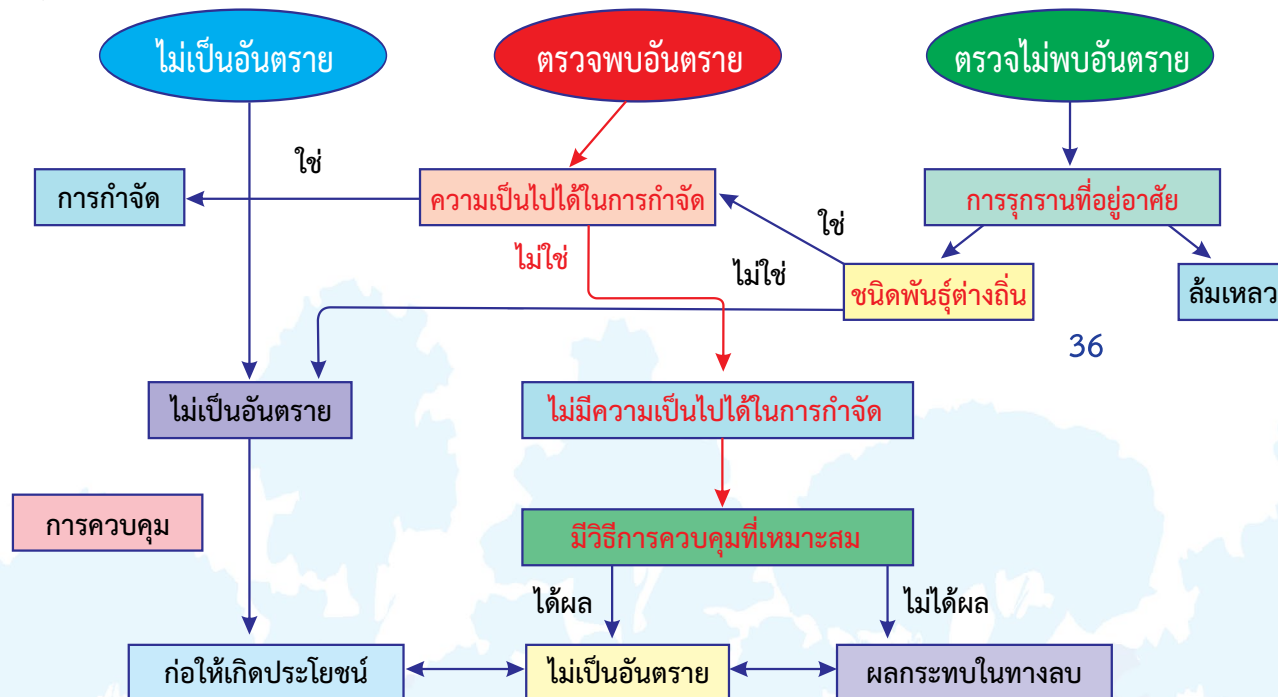 ไม่เป็นอันตราย
ตรวจพบอันตราย
ตรวจไม่พบอันตราย
ใช่
การกำจัด
ความเป็นไปได้ในการกำจัด
การรุกรานที่อยู่อาศัย
ไม่ใช่
ไม่ใช่
ใช่
ชนิดพันธุ์ต่างถิ่น
ล้มเหลว
36
ไม่เป็นอันตราย
ไม่มีความเป็นไปได้ในการกำจัด
การควบคุม
มีวิธีการควบคุมที่เหมาะสม
ได้ผล
ไม่ได้ผล
ก่อให้เกิดประโยชน์
ไม่เป็นอันตราย
ผลกระทบในทางลบ